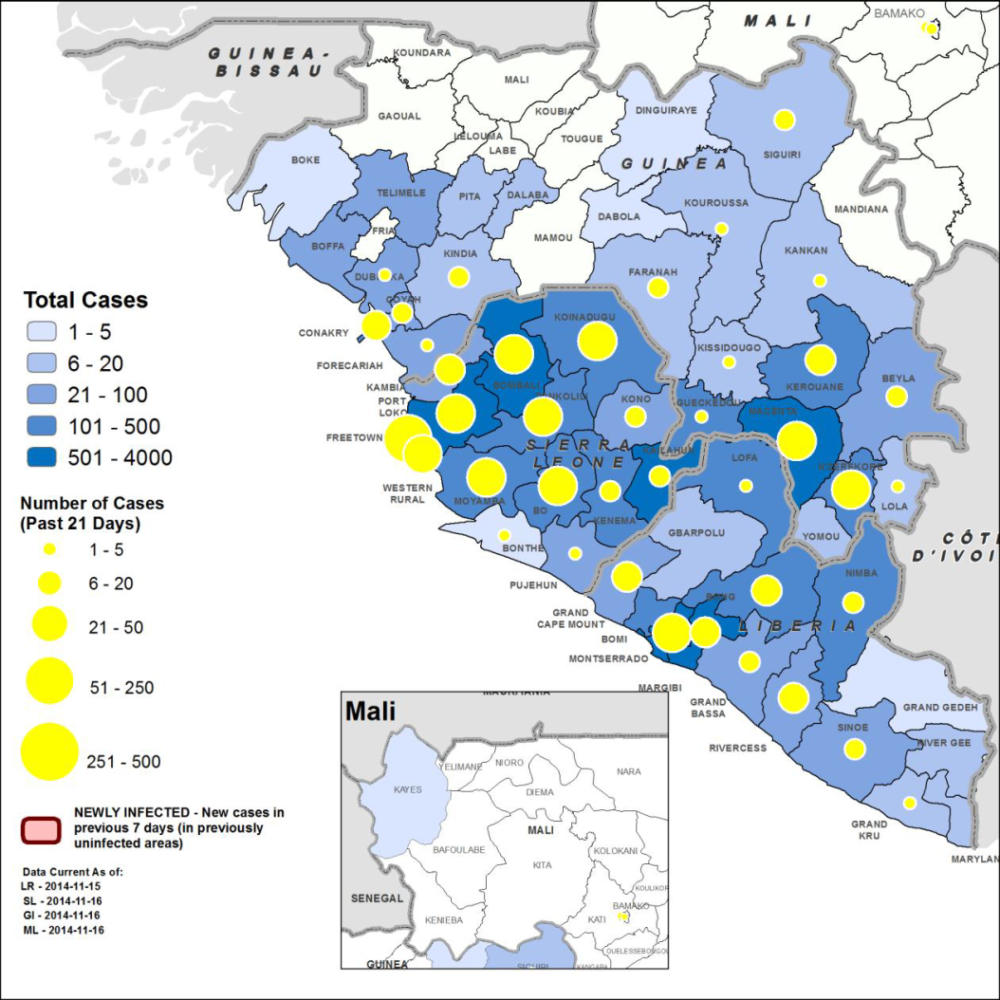 MALI
BAMAKO
GUINEA-
BISSAU
KOUNDARA
MALI
GAOUAL
KOUBIA
LELOUMA
LABE
TOUGUE
DINGUIRAYE
SIGUIRI
BOKE
GUINEA
TELIMELE
PITA
DALABA
KOUROUSSA
MANDIANA
DABOLA
FRIA
MAMOU
BOFFA
KINDIA
KANKAN
FARANAH
COYAH
CONAKRY
KOINADUGU
KISSIDOUGO
FORECARIAH
KEROUANE
BEYLA
KAMBIA
BOMBALI
KONO
GUECKEDOU
MACENTA
PORT
LOKO
FREETOWN
SIERRA
LEONE
LOFA
LOLA
WESTERN
RURAL
MOYAMBA
BO
KENEMA
GBARPOLU
YOMOU
CÔTE
D'IVOI
BONTHE
PUJEHUN
NIMBA
GRAND
CAPE MOUNT
BONG
LIBERIA
BOMI
MONTSERRADO
MARGIBI
GRAND
BASSA
GRAND GEDEH
RIVERCESS
SINOE
RIVER GEE
GRAND
KRU
MARYLAN
Total Cases
1 - 5
6 - 20
21 - 100
101 - 500
501 - 4000
Number of Cases
(Past 21 Days)
1 - 5
6 - 20
21 - 50
51 - 250
251 - 500
NEWLY INFECTED - New cases in
previous 7 days (in previously
uninfected areas)
Data Current As of:
LR - 2014-11-15
SL - 2014-11-16
GI - 2014-11-16
ML - 2014-11-16
Mali
YELIMANE
NIORO
NARA
KAYES
DIEMA
MALI
BAFOULABE
KITA
KOLOKANI
SENEGAL
KENIEBA
KATI
BAMAKO
GUINEA